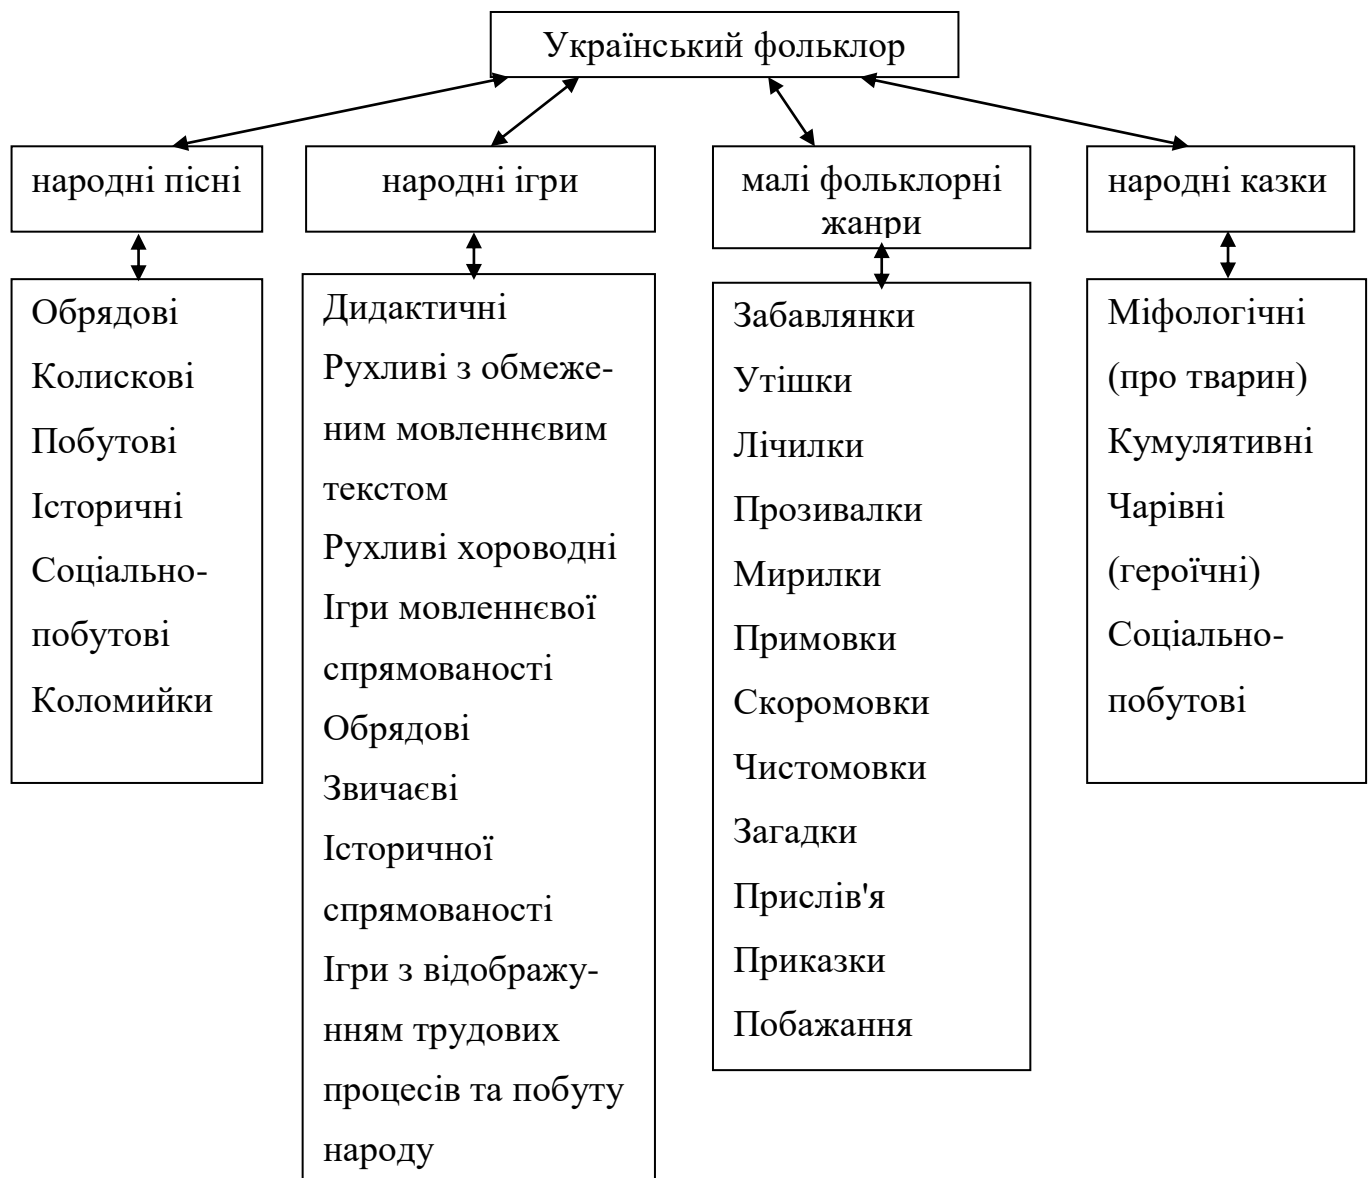 Український фольклор
народні пісні
народні ігри
малі фольклорні
жанри
народні казки
Обрядові
Колискові
Побутові
Історичні
Соціально-
побутові
Коломийки
Дидактичні
Рухливі з обмеже-
ним мовленнєвим
текстом
Рухливі хороводні
Ігри мовленнєвої
спрямованості
Обрядові
Звичаєві
Історичної
спрямованості
Ігри з відображу-
нням трудових
процесів та побуту
народу
Забавлянки
Утішки
Лічилки
Прозивалки
Мирилки
Примовки
Скоромовки
Чистомовки
Загадки
Прислів'я
Приказки
Побажання
Міфологічні
(про тварин)
Кумулятивні
Чарівні
(героїчні)
Соціально-
побутові